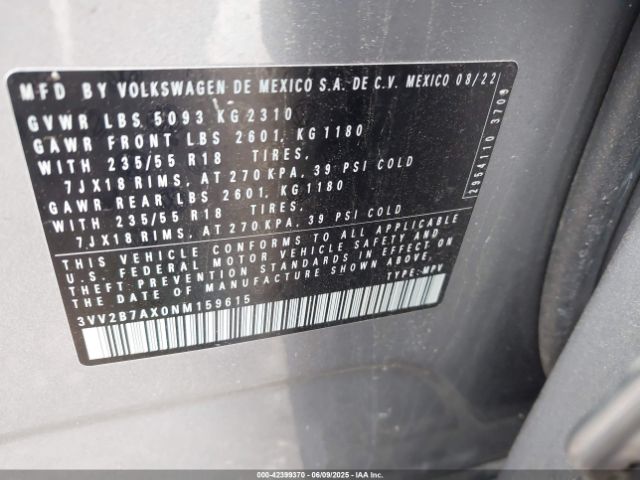 MFD BY VOLKSWAGEN DE MEXICO S.A. DE C.V. MEXICO 08/22
GVWR LBS 5093 KG 2310
GAWR FRONT LBS 2601, KG 1180
WITH 235/55 R18 TIRES,
7JX18 RIMS, AT 270 KPA, 39 PSI COLD
GAWR REAR LBS 2601, KG 1180
WITH 235/55 R18 TIRES,
7JX18 RIMS, AT 270 KPA, 39 PSI COLD
THIS VEHICLE CONFORMS TO ALL APPLICABLE
U.S. FEDERAL MOTOR VEHICLE SAFETY AND
THEFT PREVENTION STANDARDS IN EFFECT ON
THE DATE OF MANUFACTURE SHOWN ABOVE.
3VV2B7AX0NM159615 TYPE: MPV
2954110 3709
000-42399370 06/09/2025 IAA Inc.